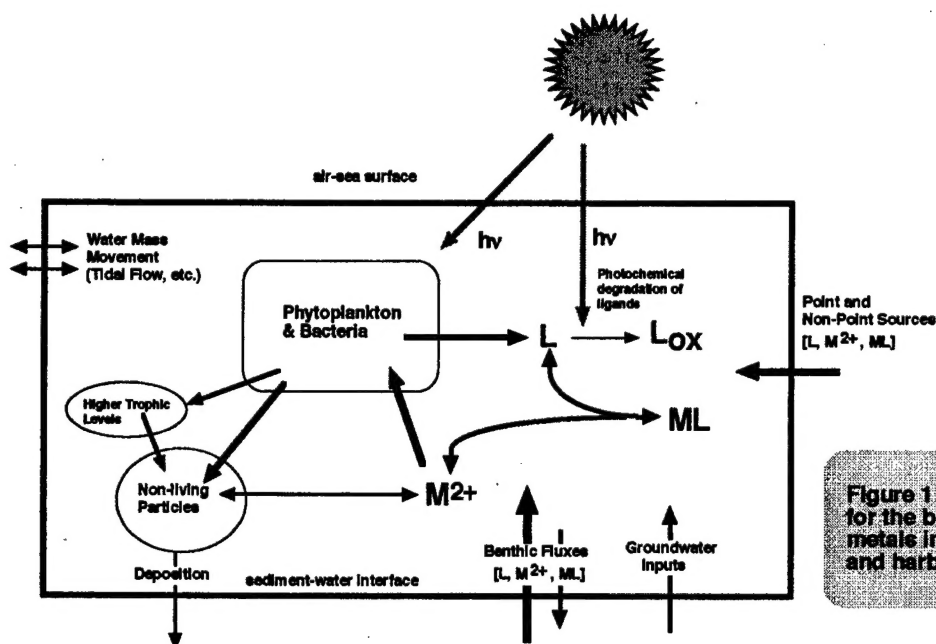 air-sea surface
Water Mass
Movement
(Tidal Flow, etc.)
hν
hν
Photochemical
degradation of
ligands
Phytoplankton
& Bacteria
L
LOX
Point and
Non-Point Sources
[L, M2+, ML]
Higher Trophic
Levels
ML
Non-living
Particles
M2+
Figure 1
for the b
metals in
and harb
Benthic Fluxes
[L, M2+, ML]
Groundwater
Inputs
Deposition
sediment-water interface